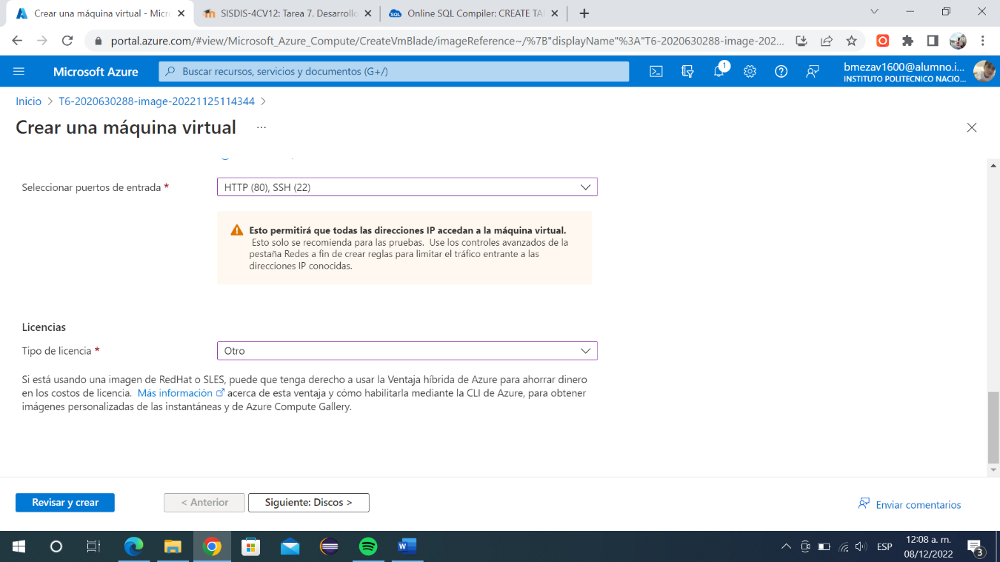 Crear una máquina virtual - Micr
SISDIS-4CV12: Tarea 7. Desarrollo
Online SQL Compiler: CREATE TA
portal.azure.com/#view/Microsoft_Azure_Compute/CreateVmBlade/imageReference~/%7B"displayName"%3A"T6-2020630288-image-202...
Microsoft Azure
Buscar recursos, servicios y documentos (G+/)
1
bmezav1600@alumno.i...
INSTITUTO POLITECNICO NACIO...
Inicio > T6-2020630288-image-20221125114344 >
Crear una máquina virtual ...
Seleccionar puertos de entrada *
HTTP (80), SSH (22)
Esto permitirá que todas las direcciones IP accedan a la máquina virtual.
Esto solo se recomienda para las pruebas. Use los controles avanzados de la
pestaña Redes a fin de crear reglas para limitar el tráfico entrante a las
direcciones IP conocidas.
Licencias
Tipo de licencia *
Otro
Si está usando una imagen de RedHat o SLES, puede que tenga derecho a usar la Ventaja híbrida de Azure para ahorrar dinero
en los costos de licencia. Más información acerca de esta ventaja y cómo habilitarla mediante la CLI de Azure, para obtener
imágenes personalizadas de las instantáneas y de Azure Compute Gallery.
Revisar y crear
< Anterior
Siguiente: Discos >
Enviar comentarios
ESP
12:08 a. m.
08/12/2022
3